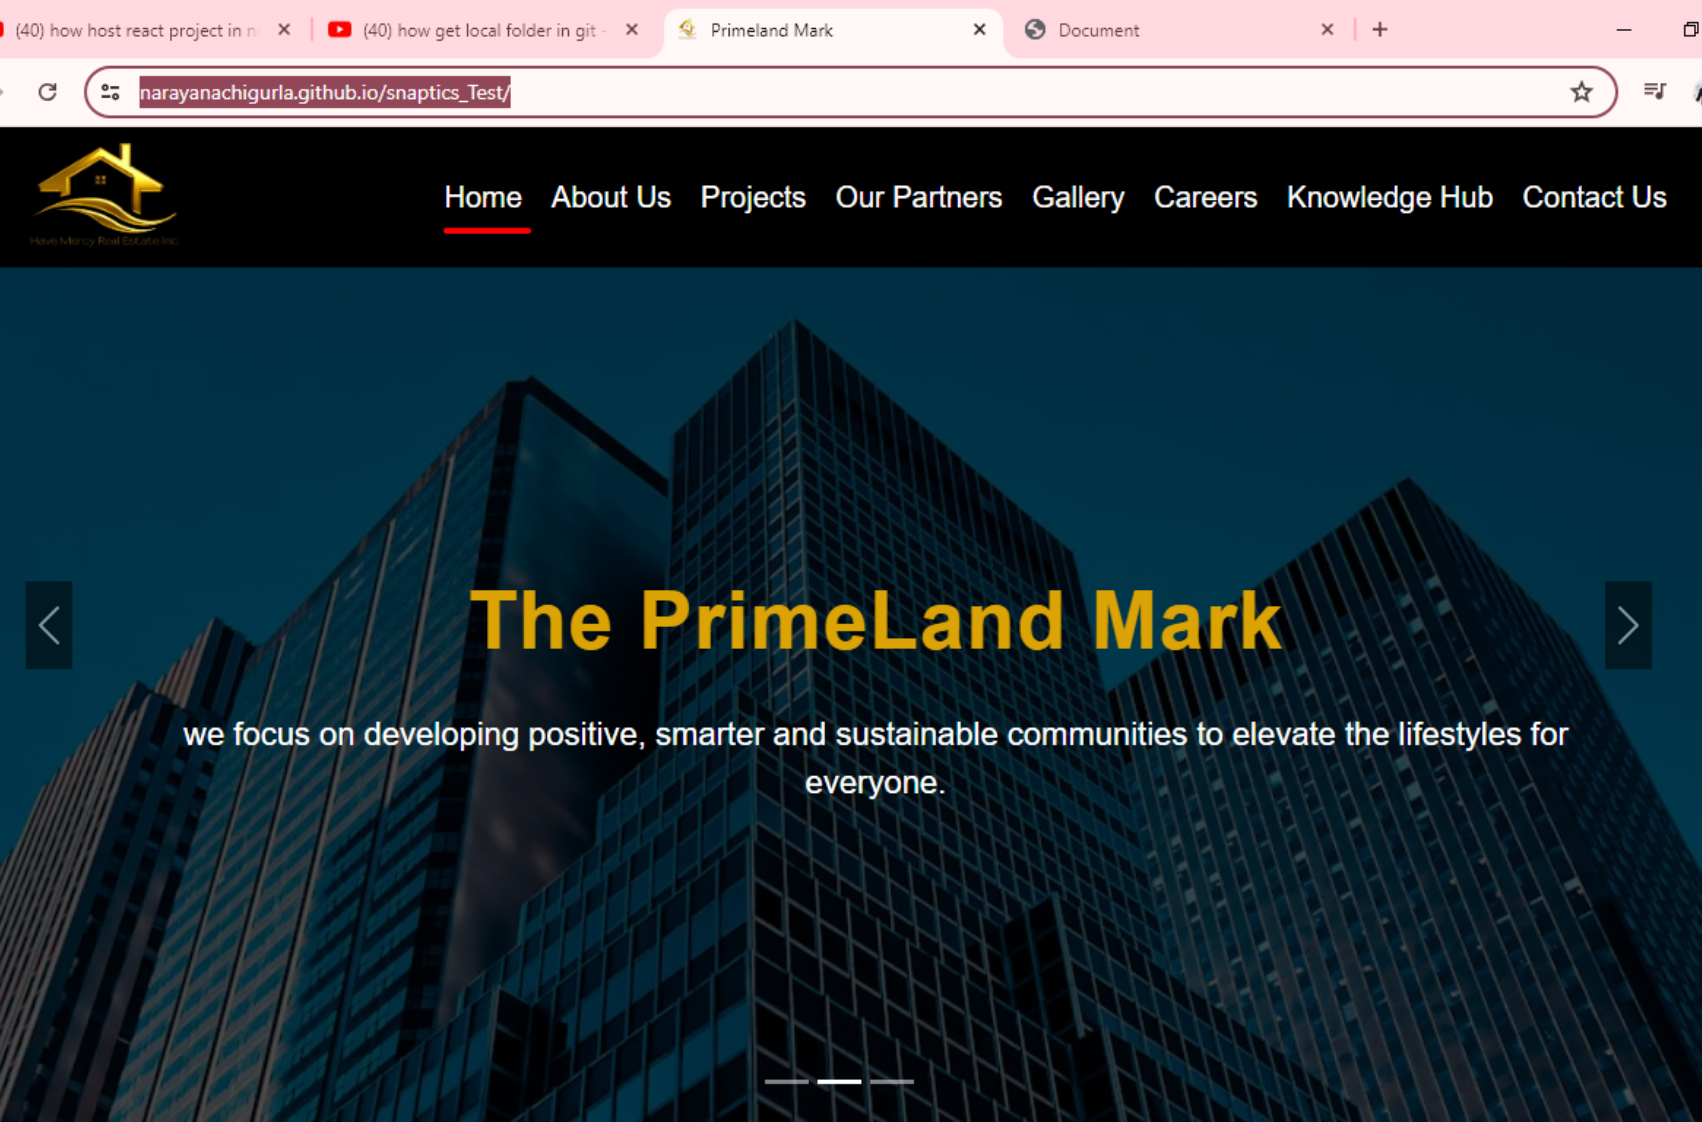 (40) how host react project in n
(40) how get local folder in git -
Primeland Mark
Document
narayanachigurla.github.io/snaptics_Test/
Have Mercy Real Estate Inc.
Home About Us Projects Our Partners Gallery Careers Knowledge Hub Contact Us
The PrimeLand Mark
we focus on developing positive, smarter and sustainable communities to elevate the lifestyles for
everyone.